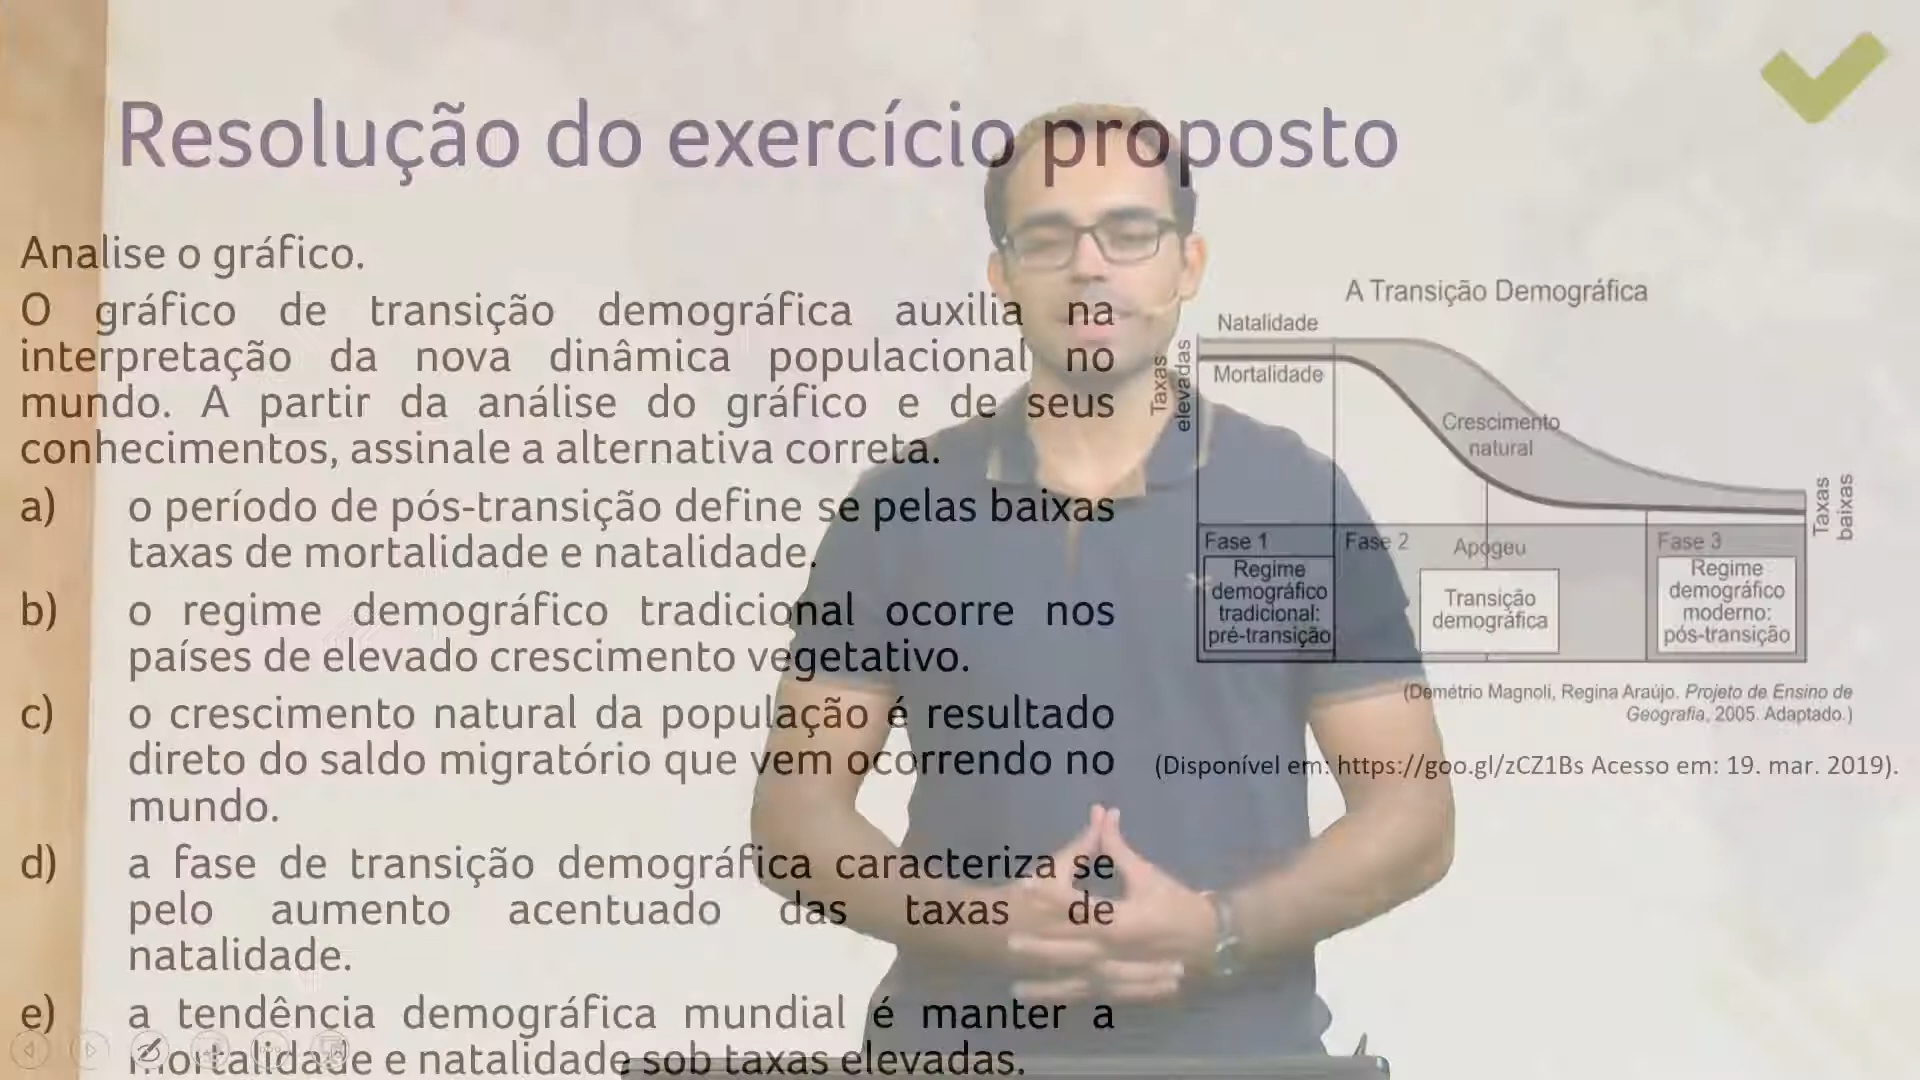 Resolução do exercício proposto
Analise o gráfico.
O gráfico de transição demográfica auxilia na
interpretação da nova dinâmica populacional no
mundo. A partir da análise do gráfico e de seus
conhecimentos, assinale a alternativa correta.
a) o período de pós-transição define se pelas baixas
taxas de mortalidade e natalidade.
b) o regime demográfico tradicional ocorre nos
países de elevado crescimento vegetativo.
c) o crescimento natural da população é resultado
direto do saldo migratório que vem ocorrendo no
mundo.
d) a fase de transição demográfica caracteriza se
pelo aumento acentuado das taxas de
natalidade.
e) a tendência demográfica mundial é manter a
mortalidade e natalidade sob taxas elevadas.
A Transição Demográfica
Natalidade
Mortalidade
Taxas
elevadas
Crescimento
natural
Taxas
baixas
Fase 1
Regime
demográfico
tradicional:
pré-transição
Fase 2
Apogeu
Transição
demográfica
Fase 3
Regime
demográfico
moderno:
pós-transição
(Demétrio Magnoli, Regina Araújo. Projeto de Ensino de
Geografia, 2005. Adaptado.)
(Disponível em: https://goo.gl/zCZ1Bs Acesso em: 19. mar. 2019).